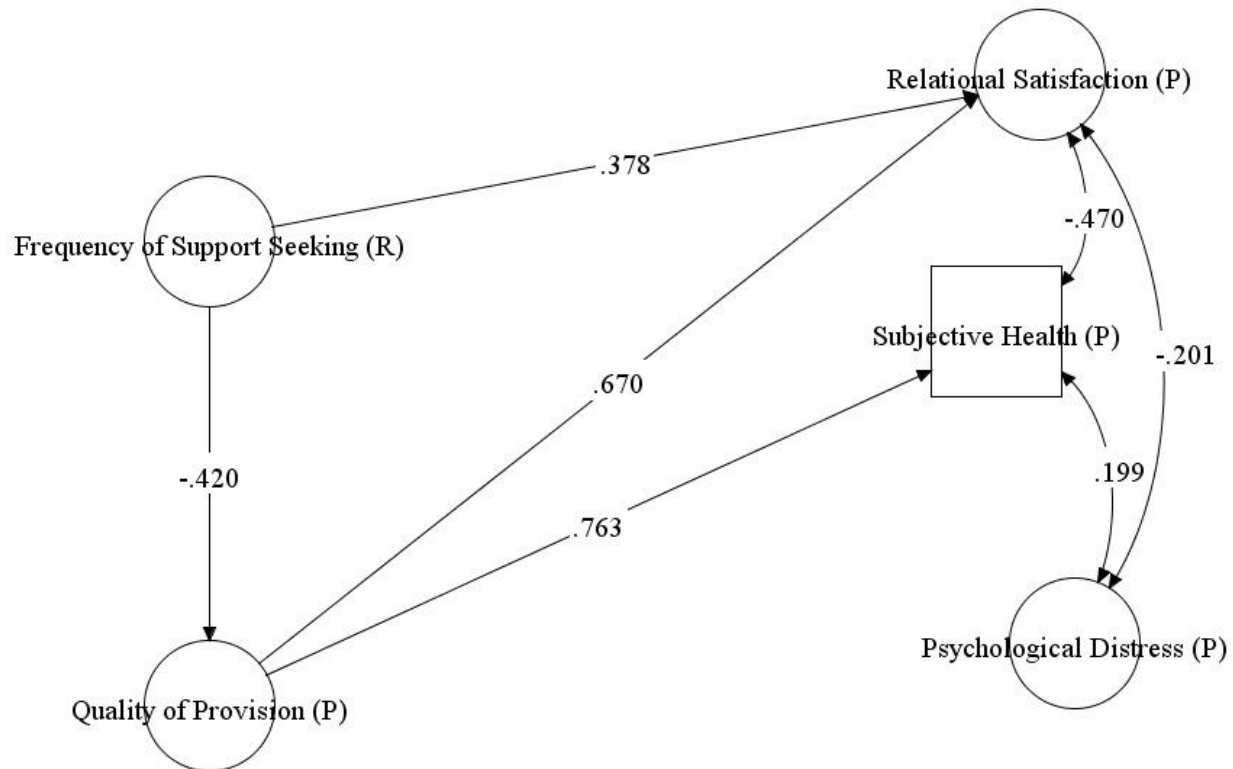 Relational Satisfaction (P)
.378
Frequency of Support Seeking (R)
-.470
Subjective Health (P)
-.201
.670
-.420
.199
.763
Psychological Distress (P)
Quality of Provision (P)